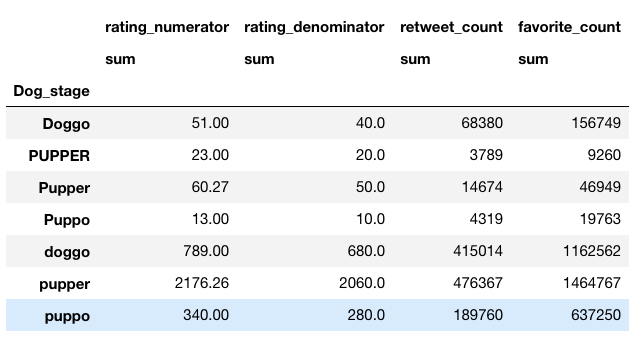 rating_numerator rating_denominator retweet_count favorite_count
sum sum sum sum
Dog_stage
Doggo 51.00 40.0 68380 156749
PUPPER 23.00 20.0 3789 9260
Pupper 60.27 50.0 14674 46949
Puppo 13.00 10.0 4319 19763
doggo 789.00 680.0 415014 1162562
pupper 2176.26 2060.0 476367 1464767
puppo 340.00 280.0 189760 637250